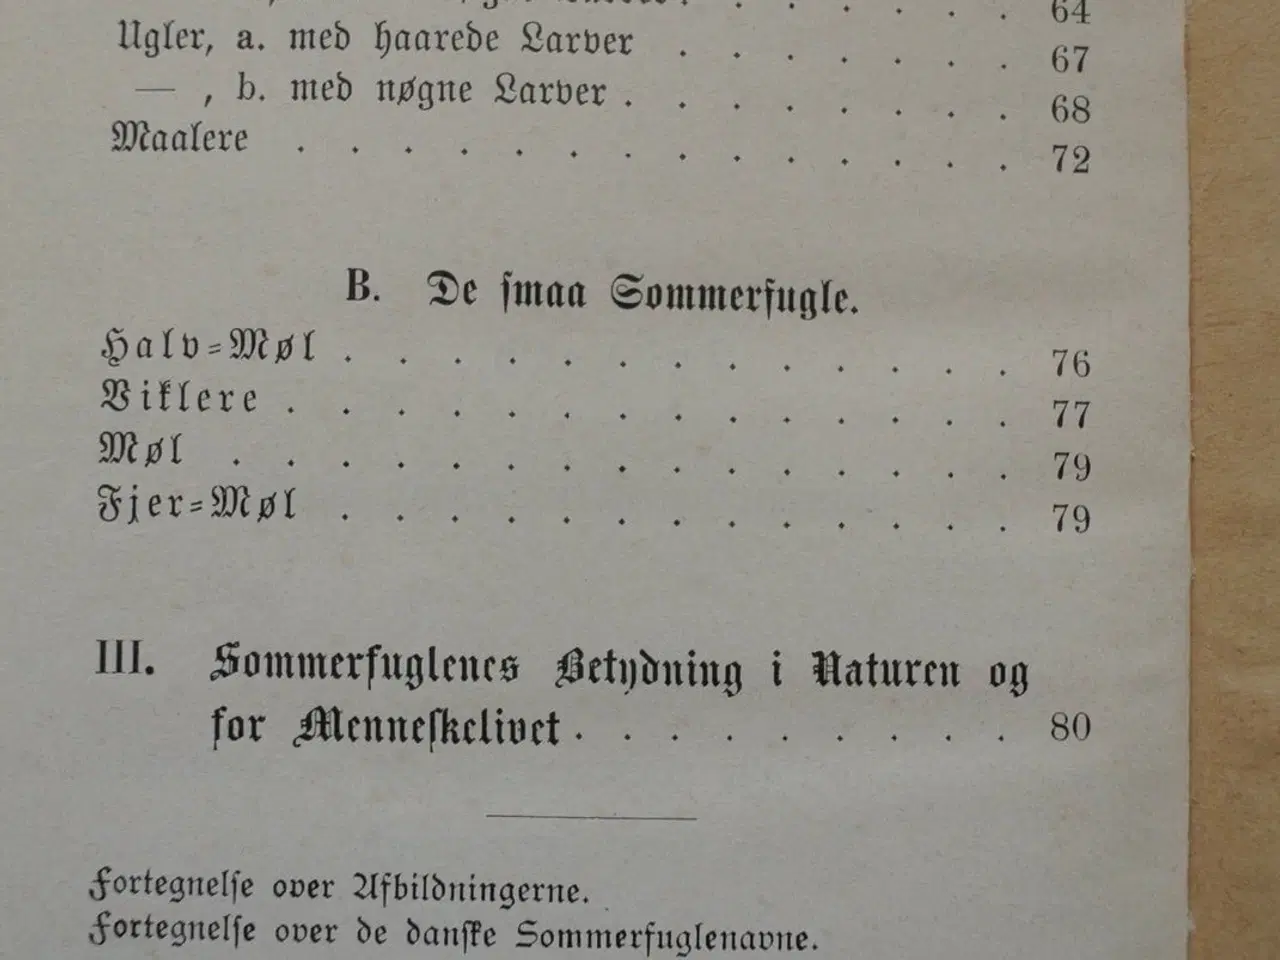 64
Ugler, a. med haarede Larver . . . . . . . 67
— , b. med nøgne Larver . . . . . . . . 68
Maalere . . . . . . . . . . . . . . 72
B. De smaa Sommerfugle.
Halv=Møl . . . . . . . . . . . . . 76
Viklere . . . . . . . . . . . . . . 77
Møl . . . . . . . . . . . . . . . 79
Fjer=Møl . . . . . . . . . . . . . 79
III. Sommerfuglenes Betydning i Naturen og
for Menneskelivet . . . . . . . . . 80
Fortegnelse over Afbildningerne.
Fortegnelse over de danske Sommerfuglenavne.